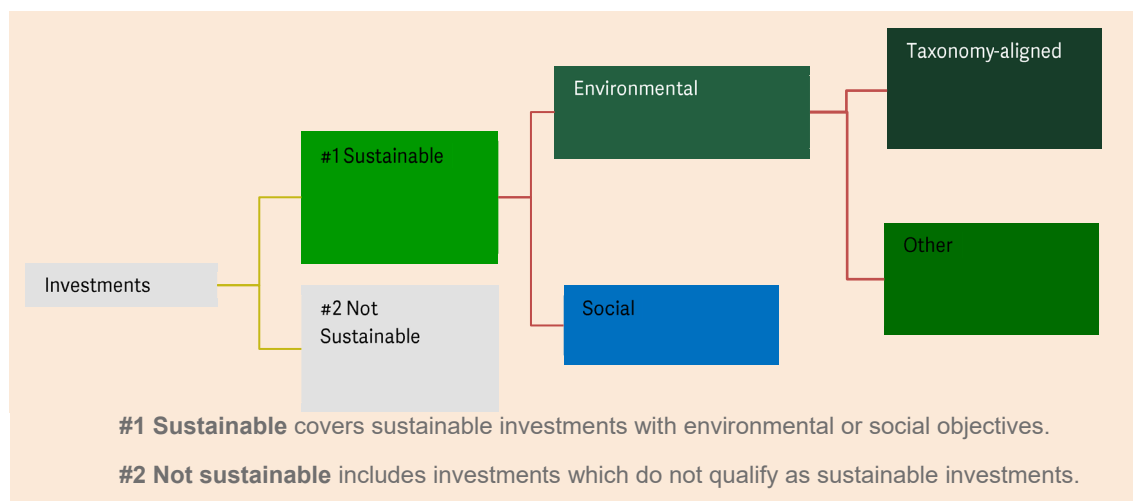 Taxonomy-aligned
Environmental
#1 Sustainable
Other
Investments
#2 Not
Sustainable
Social
#1 Sustainable covers sustainable investments with environmental or social objectives.
#2 Not sustainable includes investments which do not qualify as sustainable investments.